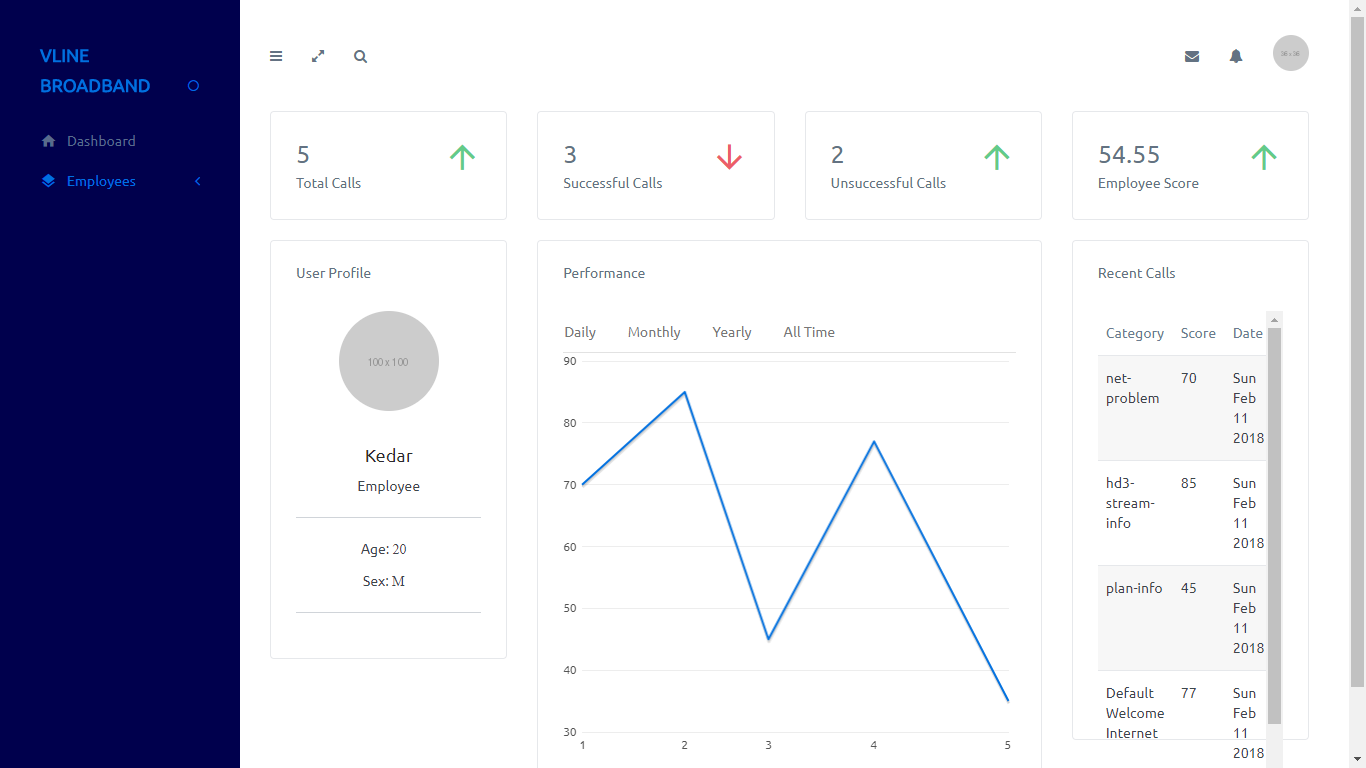 VLINE
BROADBAND
Dashboard
Employees
5
Total Calls
3
Successful Calls
2
Unsuccessful Calls
54.55
Employee Score
User Profile
100 x 100
Kedar
Employee
Age: 20
Sex: M
Performance
Daily Monthly Yearly All Time
90
80
70
60
50
40
30
1 2 3 4 5
Recent Calls
Category Score Date
net- 70 Sun
problem Feb
11
2018
hd3- 85 Sun
stream- Feb
info 11
2018
plan-info 45 Sun
Feb
11
2018
Default 77 Sun
Welcome Feb
Internet 11
2018